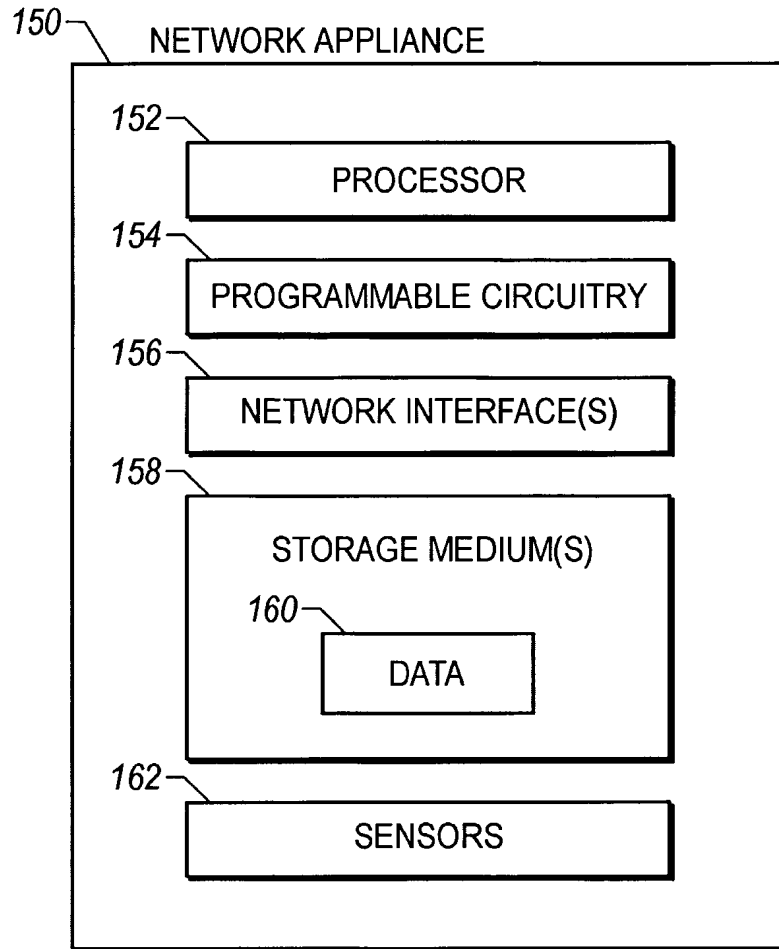 150
NETWORK APPLIANCE
152
PROCESSOR
154
PROGRAMMABLE CIRCUITRY
156
NETWORK INTERFACE(S)
158
STORAGE MEDIUM(S)
160
DATA
162
SENSORS